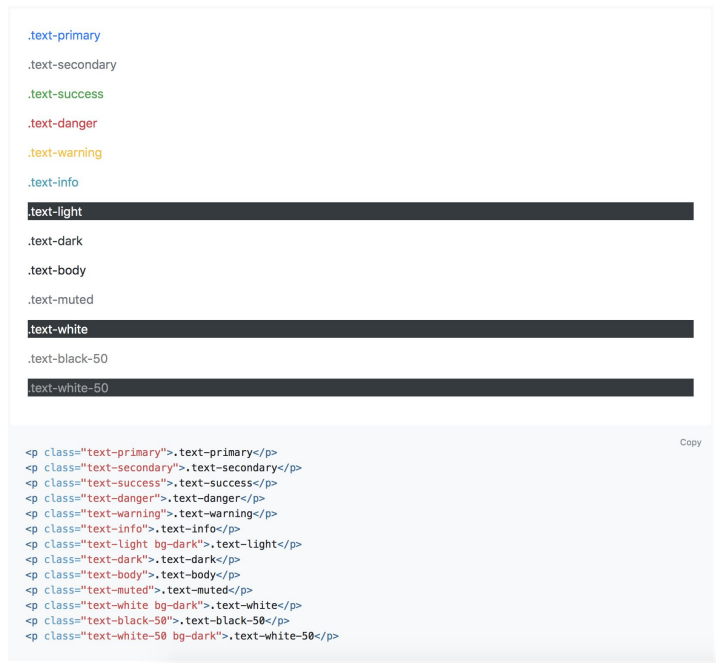 .text-primary
.text-secondary
.text-success
.text-danger
.text-warning
.text-info
.text-light
.text-dark
.text-body
.text-muted
.text-white
.text-black-50
.text-white-50
Copy
<p class="text-primary">.text-primary</p>
<p class="text-secondary">.text-secondary</p>
<p class="text-success">.text-success</p>
<p class="text-danger">.text-danger</p>
<p class="text-warning">.text-warning</p>
<p class="text-info">.text-info</p>
<p class="text-light bg-dark">.text-light</p>
<p class="text-dark">.text-dark</p>
<p class="text-body">.text-body</p>
<p class="text-muted">.text-muted</p>
<p class="text-white bg-dark">.text-white</p>
<p class="text-black-50">.text-black-50</p>
<p class="text-white-50 bg-dark">.text-white-50</p>